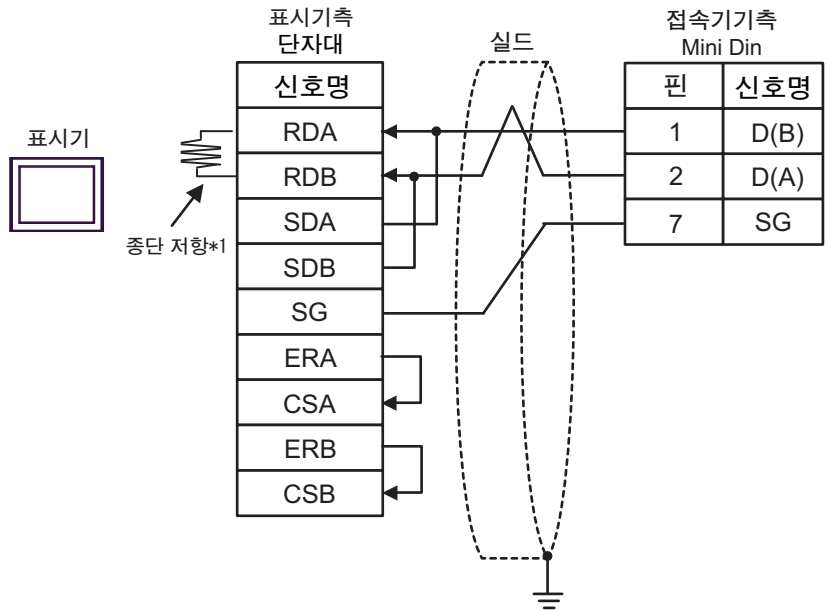 표시기측
단자대
실드
접속기기측
Mini Din
표시기
종단 저항*1
신호명
RDA
RDB
SDA
SDB
SG
ERA
CSA
ERB
CSB
핀 신호명
1 D(B)
2 D(A)
7 SG